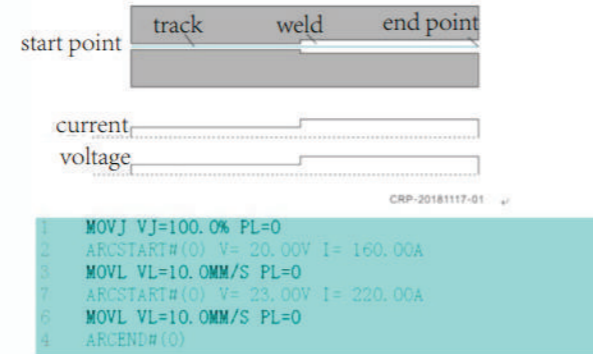 track weld end point
start point
current
voltage
CRP-20181117-01
1 MOVJ VJ=100.0% PL=0
2 ARCSTART#(0) V= 20.00V I= 160.00A
3 MOVL VL=10.0MM/S PL=0
7 ARCSTART#(0) V= 23.00V I= 220.00A
6 MOVL VL=10.0MM/S PL=0
4 ARCEND#(0)